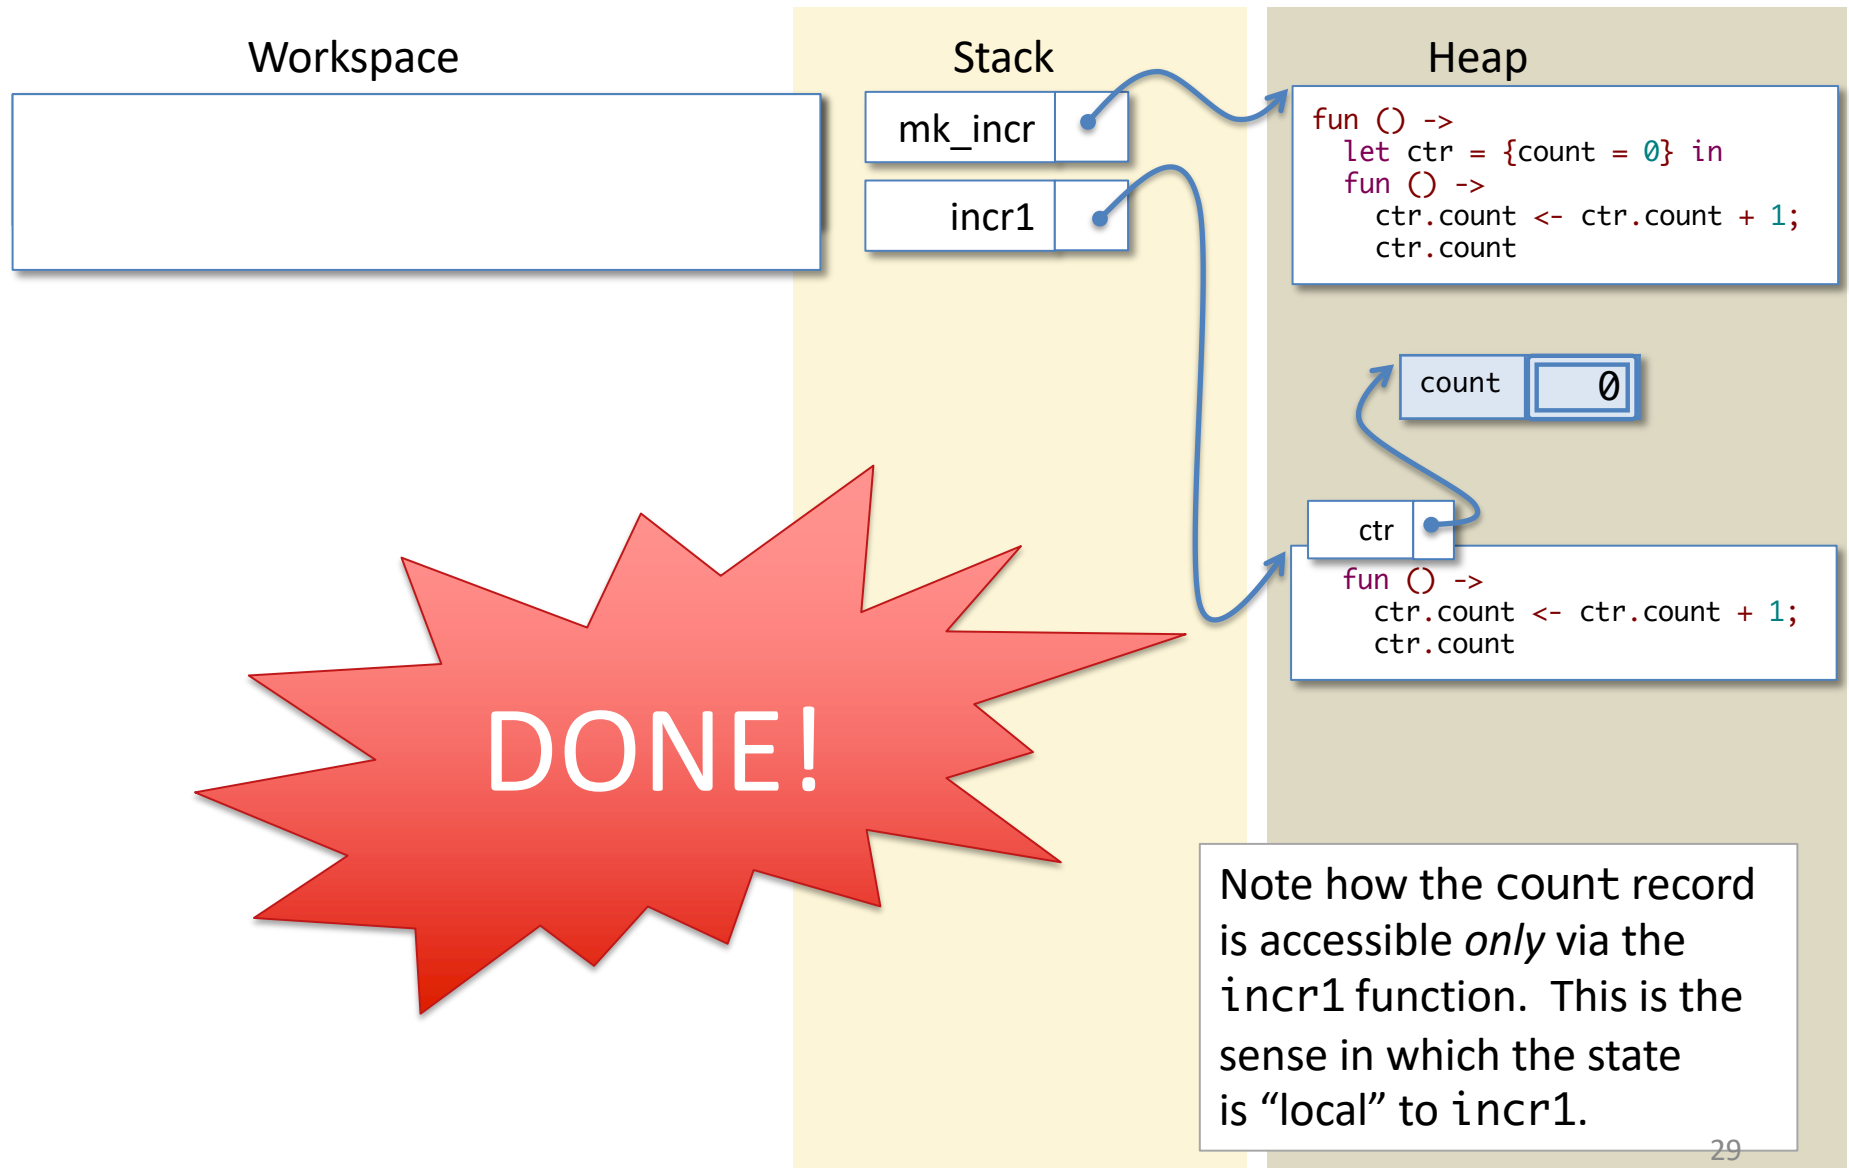 Workspace
Stack
Heap
mk_incr
incr1
fun () ->
let ctr = {count = 0} in
fun () ->
ctr.count <- ctr.count + 1;
ctr.count
count 0
ctr
fun () ->
ctr.count <- ctr.count + 1;
ctr.count
DONE!
Note how the count record
is accessible only via the
incr1 function. This is the
sense in which the state
is “local” to incr1.
29